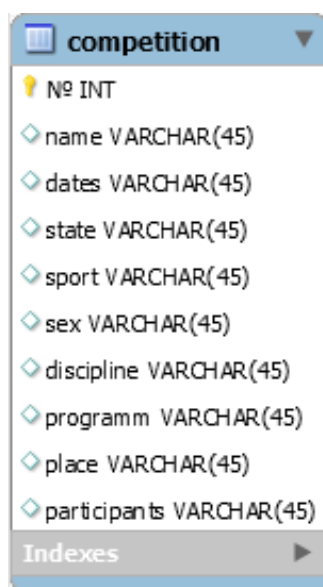 competition
№ INT
name VARCHAR(45)
dates VARCHAR(45)
state VARCHAR(45)
sport VARCHAR(45)
sex VARCHAR(45)
discipline VARCHAR(45)
programm VARCHAR(45)
place VARCHAR(45)
participants VARCHAR(45)
Indexes